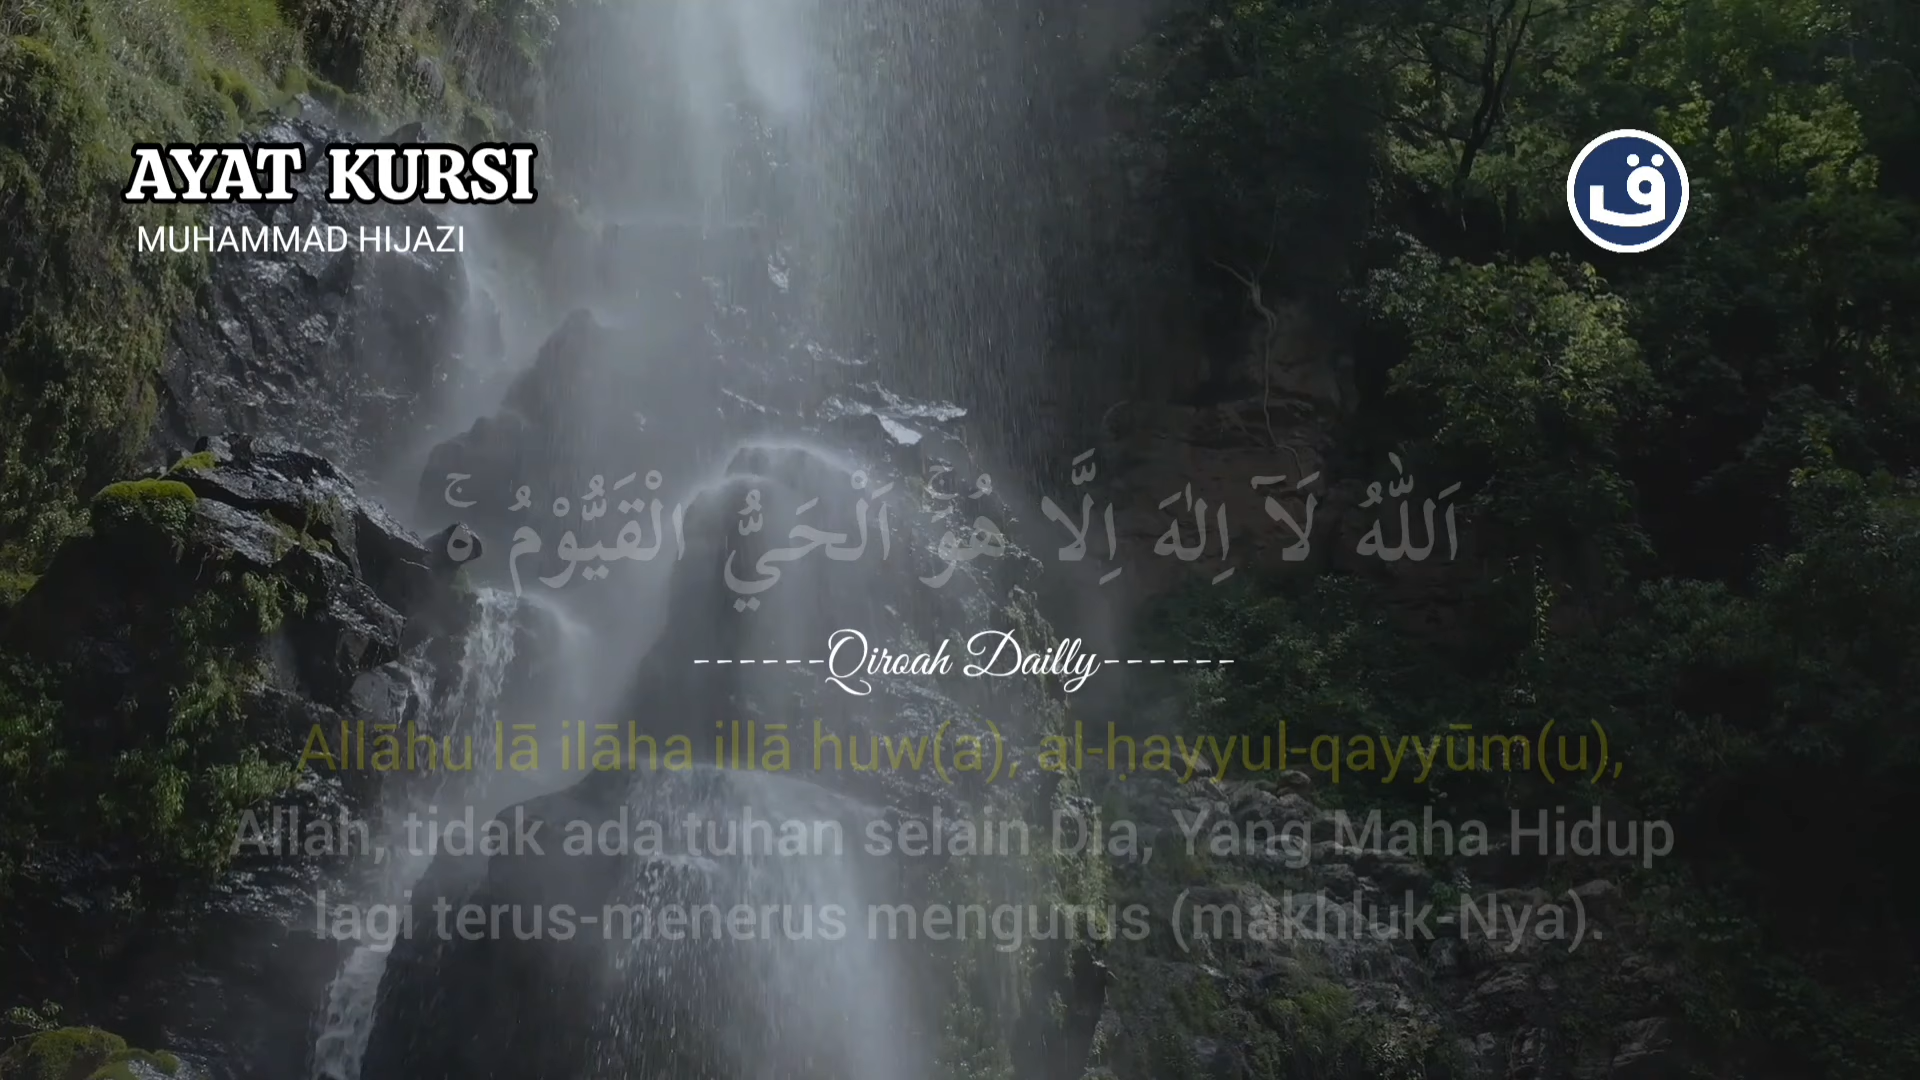 AYAT KURSI
MUHAMMAD HIJAZI
ق
اَللّٰهُ لَآ اِلٰهَ اِلَّا هُوَۚ اَلْحَيُّ الْقَيُّوْمُ ەۚ
------Qiroah Dailly------
Allāhu lā ilāha illā huw(a), al-ḥayyul-qayyūm(u),
Allah, tidak ada tuhan selain Dia, Yang Maha Hidup
lagi terus-menerus mengurus (makhluk-Nya).